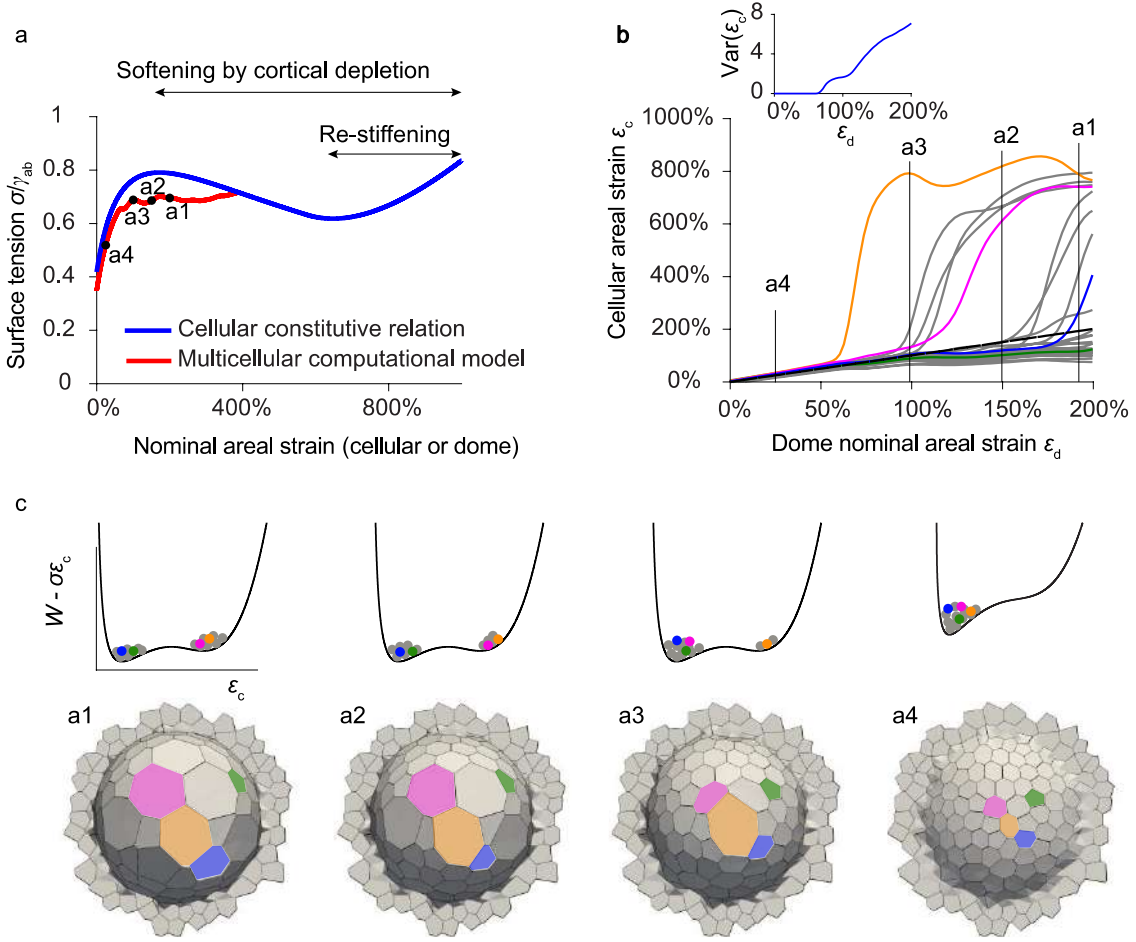 a
Softening by cortical depletion
Re-stiffening
1
0.8
0.6
0.4
0.2
0
Surface tension σ/γab
a2
a3
a1
a4
Cellular constitutive relation
Multicellular computational model
0%
400%
800%
Nominal areal strain (cellular or dome)
b
Var(εc)
8
4
0
0%
100%
200%
εd
Cellular areal strain εc
1000%
800%
600%
400%
200%
0%
a4
a3
a2
a1
0%
50%
100%
150%
200%
Dome nominal areal strain εd
c
W - σεc
εc
a1
a2
a3
a4